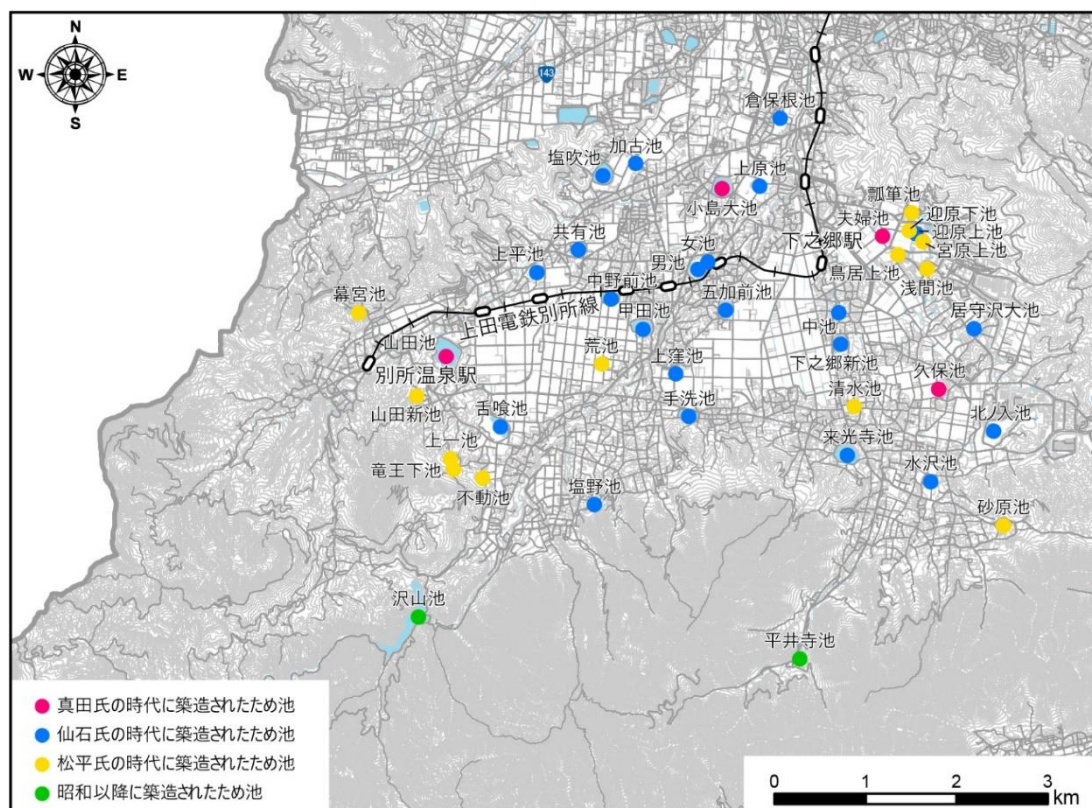 N
W E
S
143
倉保根池
加古池
塩吹池
上原池
小島大池
瓢箪池
夫婦池
迎原下池
迎原上池
宮原上池
下之郷駅
鳥居上池
浅間池
共有池
上平池
女池
男池
中野前池
五加前池
幕宮池
上田電鉄別所線
甲田池
中池
居守沢大池
山田池
別所温泉駅
荒池
上窪池
下之郷新池
久保池
山田新池
手洗池
清水池
舌喰池
来光寺池
北ノ入池
上一池
竜王下池
不動池
水沢池
塩野池
砂原池
沢山池
平井寺池
真田氏の時代に築造されたため池
仙石氏の時代に築造されたため池
松平氏の時代に築造されたため池
昭和以降に築造されたため池
0 1 2 3
km